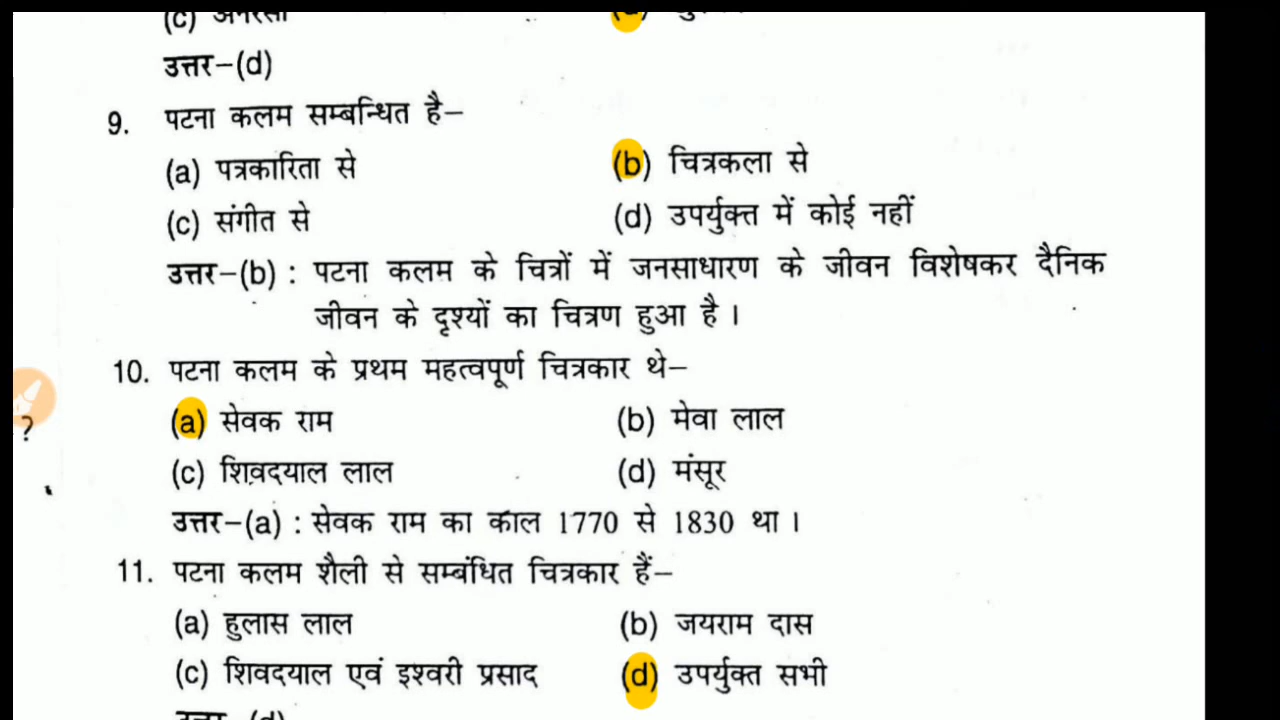 उत्तर–(d)
9. पटना कलम सम्बन्धित है–
(a) पत्रकारिता से (b) चित्रकला से
(c) संगीत से (d) उपर्युक्त में कोई नहीं
उत्तर–(b) : पटना कलम के चित्रों में जनसाधारण के जीवन विशेषकर दैनिक
जीवन के दृश्यों का चित्रण हुआ है ।
10. पटना कलम के प्रथम महत्वपूर्ण चित्रकार थे–
?
(a) सेवक राम (b) मेवा लाल
(c) शिवदयाल लाल (d) मंसूर
उत्तर–(a) : सेवक राम का काल 1770 से 1830 था ।
11. पटना कलम शैली से सम्बंधित चित्रकार हैं–
(a) हुलास लाल (b) जयराम दास
(c) शिवदयाल एवं इश्वरी प्रसाद (d) उपर्युक्त सभी